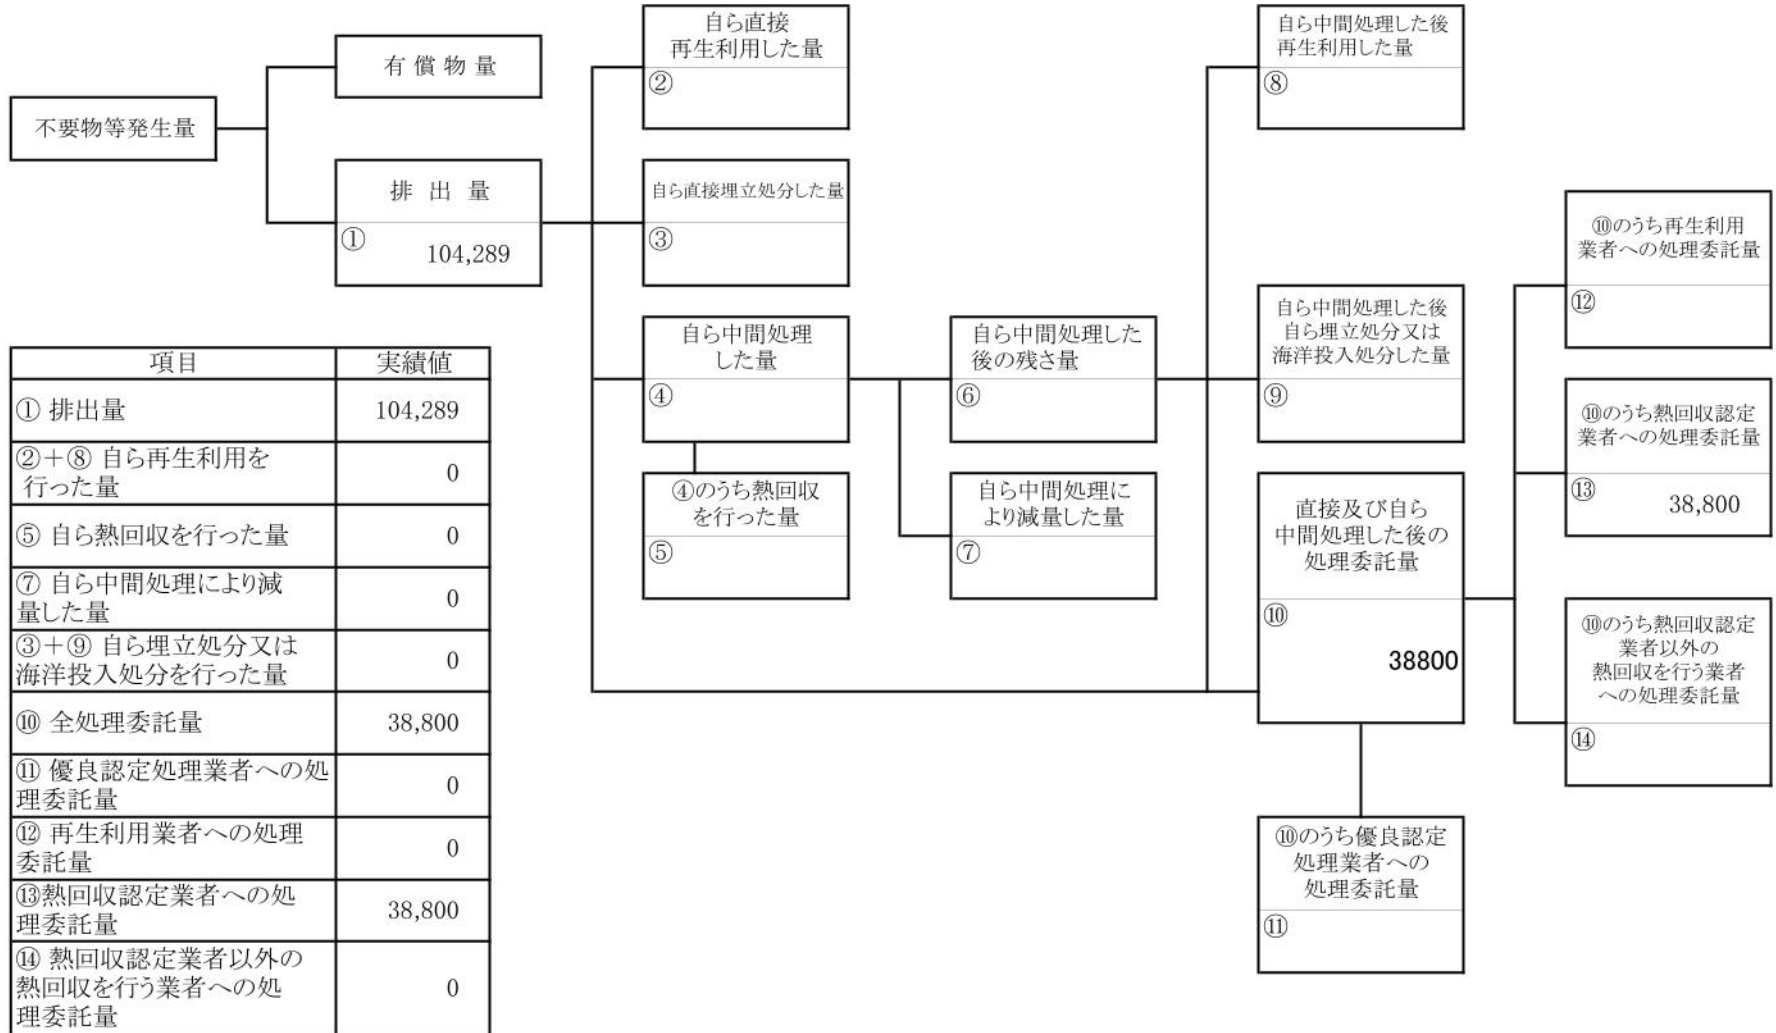 不要物等発生量
有 償 物 量
排 出 量
①
104,289
自ら直接
再生利用した量
②
自ら直接埋立処分した量
③
自ら中間処理
した量
④
④のうち熱回収
を行った量
⑤
自ら中間処理した
後の残さ量
⑥
自ら中間処理に
より減量した量
⑦
自ら中間処理した後
再生利用した量
⑧
自ら中間処理した後
自ら埋立処分又は
海洋投入処分した量
⑨
直接及び自ら
中間処理した後の
処理委託量
⑩
38800
⑩のうち優良認定
処理業者への
処理委託量
⑪
⑩のうち再生利用
業者への処理委託量
⑫
⑩のうち熱回収認定
業者への処理委託量
⑬
38,800
⑩のうち熱回収認定
業者以外の
熱回収を行う業者
への処理委託量
⑭
項目 実績値
① 排出量 104,289
②+⑧ 自ら再生利用を
行った量
0
⑤ 自ら熱回収を行った量 0
⑦ 自ら中間処理により減
量した量
0
③+⑨ 自ら埋立処分又は
海洋投入処分を行った量
0
⑩ 全処理委託量 38,800
⑪ 優良認定処理業者への処
理委託量
0
⑫ 再生利用業者への処理
委託量
0
⑬熱回収認定業者への処
理委託量
38,800
⑭ 熱回収認定業者以外の
熱回収を行う業者への処
理委託量
0